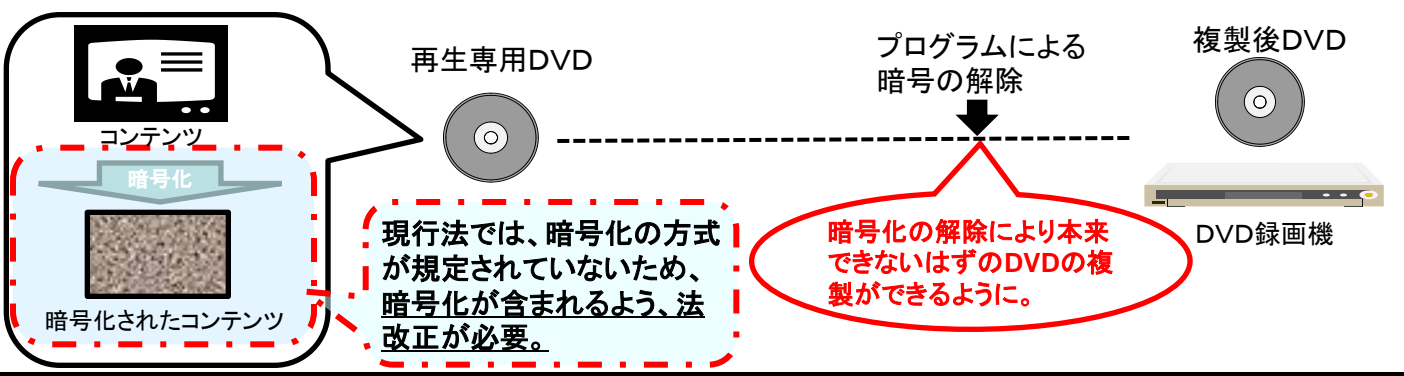 コンテンツ
暗号化
暗号化されたコンテンツ
再生専用DVD
現行法では、暗号化の方式
が規定されていないため、
暗号化が含まれるよう、法
改正が必要。
プログラムによる
暗号の解除
暗号化の解除により本来
できないはずのDVDの複
製ができるように。
複製後DVD
DVD録画機